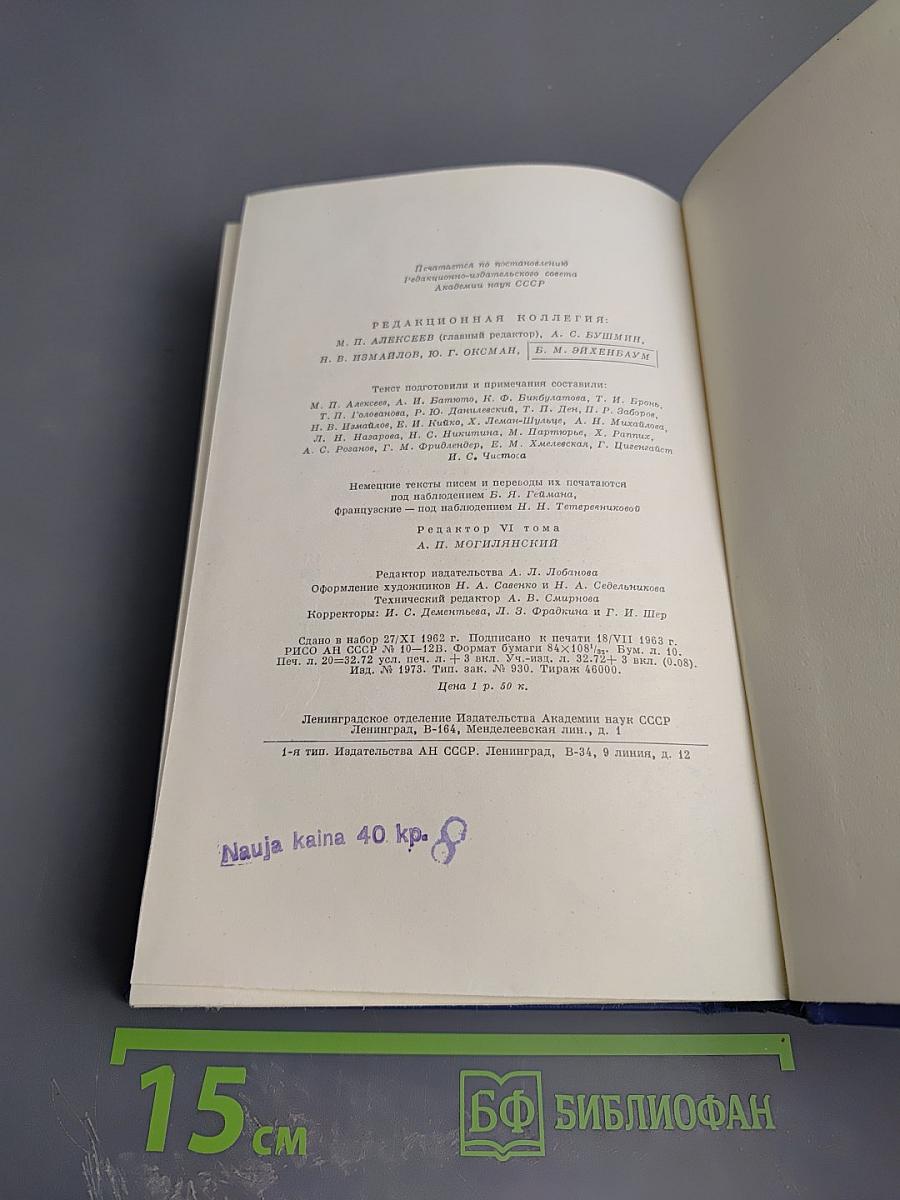 Печатается по постановлению
Редакционно-издательского совета
Академии наук СССР
РЕДАКЦИОННАЯ КОЛЛЕГИЯ:
М. П. АЛЕКСЕЕВ (главный редактор), А. С. БУШМИН,
Н. В. ИЗМАЙЛОВ, Ю. Г. ОКСМАН, Б. М. ЭЙХЕНБАУМ
Текст подготовили и примечания составили:
М. П. Алексеев, А. И. Батюто, К. Ф. Бикбулатова, Т. И. Бронь,
Т. П. Голованова, Р. Ю. Данилевский, Т. П. Ден, П. Р. Заборов,
Н. В. Измайлов, Е. И. Кийко, Х. Леман-Шульце, А. Н. Михайлова,
Л. Н. Назарова, Н. С. Никитина, М. Партюрье, Х. Раппих,
А. С. Розанов, Г. М. Фридлендер, Е. М. Хмелевская, Г. Цигенгайст
И. С. Чистова
Немецкие тексты писем и переводы их печатаются
под наблюдением Б. Я. Геймана,
французские — под наблюдением Н. Н. Тетеревниковой
Редактор VI тома
А. П. МОГИЛЯНСКИЙ
Редактор издательства А. Л. Лобанова
Оформление художников Н. А. Савенко и Н. А. Седельникова
Технический редактор А. В. Смирнова
Корректоры: И. С. Дементьева, Л. З. Фрадкина и Г. И. Шер
Сдано в набор 27/XI 1962 г. Подписано к печати 18/VII 1963 г.
РИСО АН СССР № 10—12В. Формат бумаги 84×108¹/₃₂. Бум. л. 10.
Печ. л. 20=32.72 усл. печ. л. + 3 вкл. Уч.-изд. л. 32.72+ 3 вкл. (0.08).
Изд. № 1973. Тип. зак. № 930. Тираж 46000.
Цена 1 р. 50 к.
Ленинградское отделение Издательства Академии наук СССР
Ленинград, В-164, Менделеевская лин., д. 1
1-я тип. Издательства АН СССР. Ленинград, В-34, 9 линия, д. 12
Nauja kaina 40 kp. 8
15 см
БФ БИБЛИОФАН